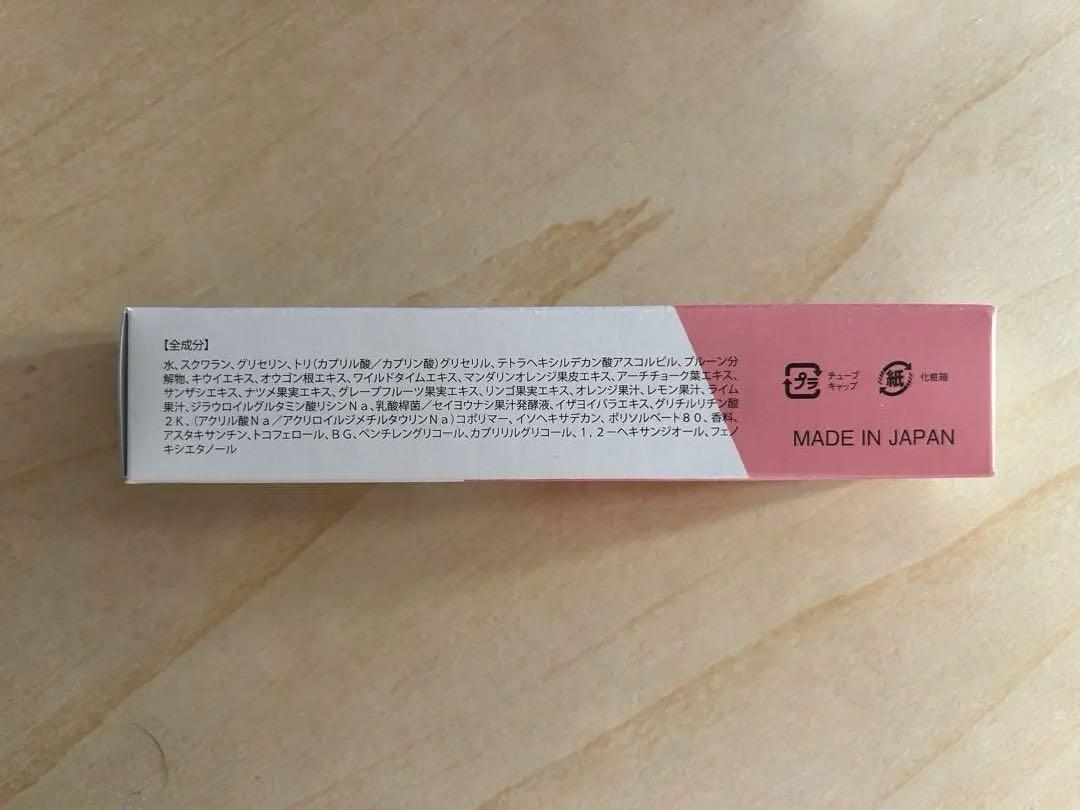 【全成分】
水、スクワラン、グリセリン、トリ(カプリル酸／カプリン酸)グリセリル、テトラヘキシルデカン酸アスコルビル、プルーン分
解物、キウイエキス、オウゴン根エキス、ワイルドタイムエキス、マンダリンオレンジ果皮エキス、アーチチョーク葉エキス、
サンザシエキス、ナツメ果実エキス、グレープフルーツ果実エキス、リンゴ果実エキス、オレンジ果汁、レモン果汁、ライム
果汁、ジラウロイルグルタミン酸リシンＮａ、乳酸桿菌／セイヨウナシ果汁発酵液、イザヨイバラエキス、グリチルリチン酸
２Ｋ、(アクリル酸Ｎａ／アクリロイルジメチルタウリンＮａ)コポリマー、イソヘキサデカン、ポリソルベート８０、香料、
アスタキサンチン、トコフェロール、ＢＧ、ペンチレングリコール、カプリリルグリコール、１，２－ヘキサンジオール、フェノ
キシエタノール
プラ
チューブ
キャップ
紙
化粧箱
MADE IN JAPAN